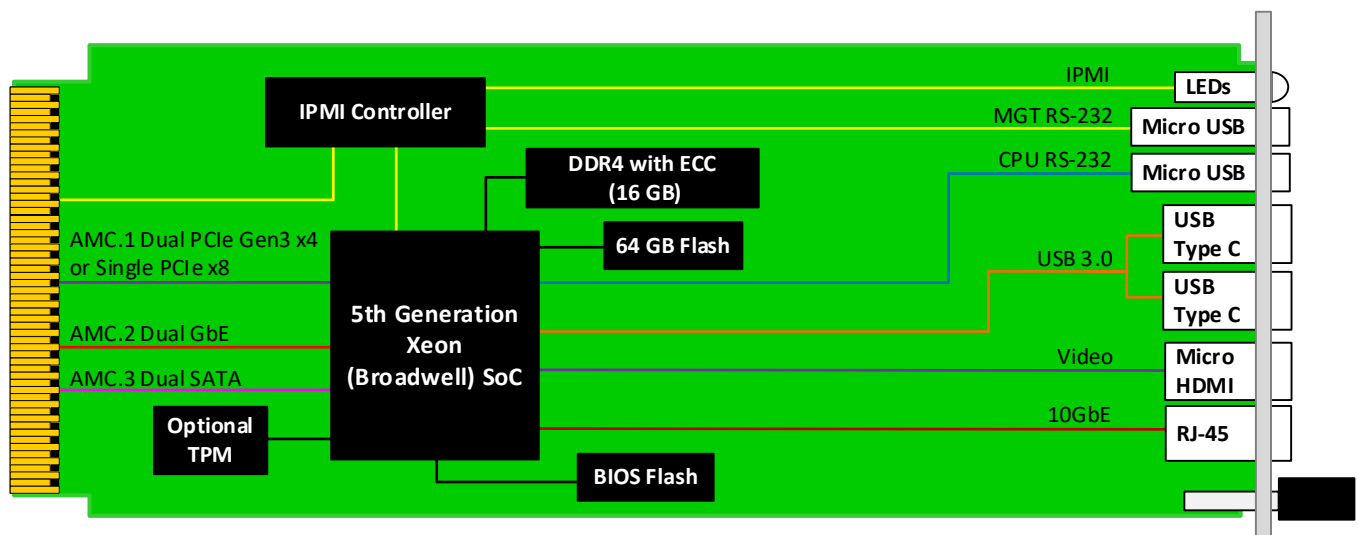 IPMI
LEDs
IPMI Controller
MGT RS-232
Micro USB
DDR4 with ECC
(16 GB)
CPU RS-232
Micro USB
AMC.1 Dual PCIe Gen3 x4
or Single PCIe x8
64 GB Flash
USB 3.0
USB
Type C
USB
Type C
5th Generation
Xeon
(Broadwell) SoC
AMC.2 Dual GbE
AMC.3 Dual SATA
Video
Micro
HDMI
Optional
TPM
10GbE
RJ-45
BIOS Flash